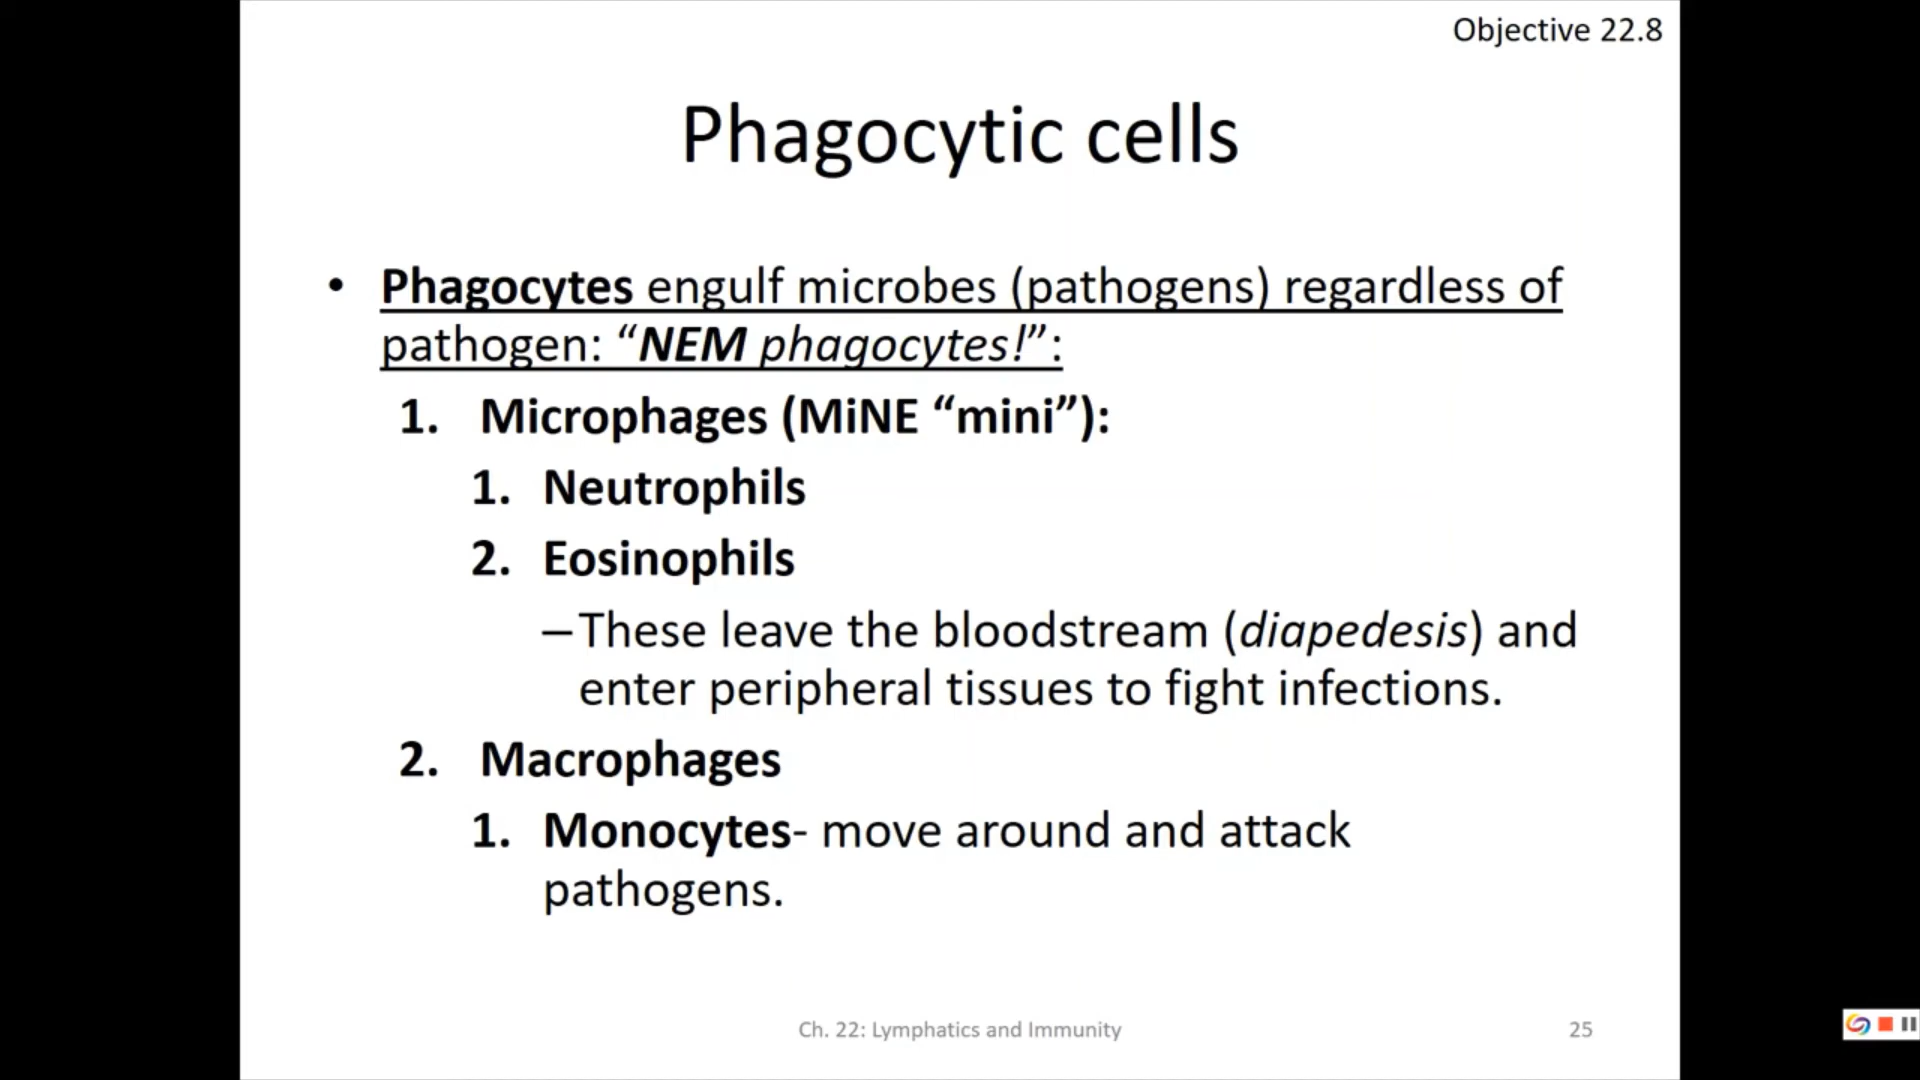 Objective 22.8
Phagocytic cells
• Phagocytes engulf microbes (pathogens) regardless of
pathogen: “NEM phagocytes!”:
1. Microphages (MiNE “mini”):
1. Neutrophils
2. Eosinophils
–These leave the bloodstream (diapedesis) and
enter peripheral tissues to fight infections.
2. Macrophages
1. Monocytes- move around and attack
pathogens.
Ch. 22: Lymphatics and Immunity
25